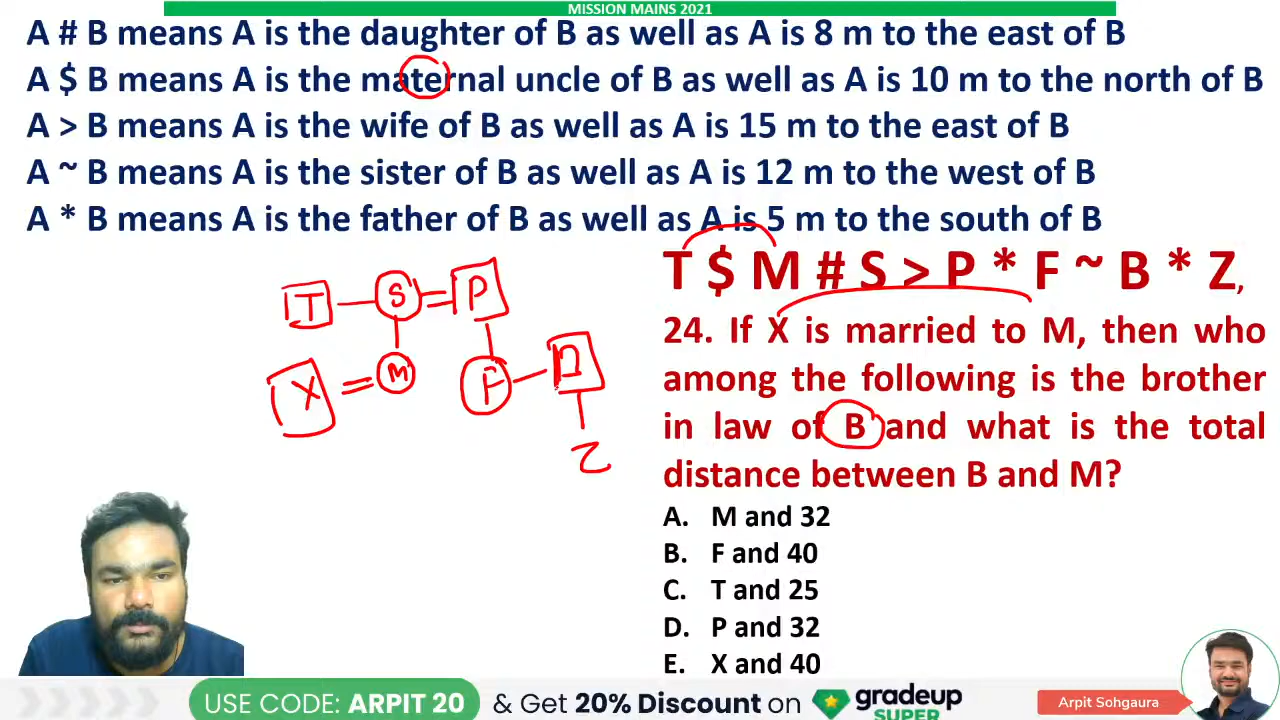 MISSION MAINS 2021
A # B means A is the daughter of B as well as A is 8 m to the east of B
A $ B means A is the maternal uncle of B as well as A is 10 m to the north of B
A > B means A is the wife of B as well as A is 15 m to the east of B
A ~ B means A is the sister of B as well as A is 12 m to the west of B
A * B means A is the father of B as well as A is 5 m to the south of B
T $ M # S > P * F ~ B * Z,
24. If X is married to M, then who
among the following is the brother
in law of B and what is the total
distance between B and M?
A. M and 32
B. F and 40
C. T and 25
D. P and 32
E. X and 40
T S P
X M F
Z
USE CODE: ARPIT 20 & Get 20% Discount on gradeup SUPER
Arpit Sohgaura